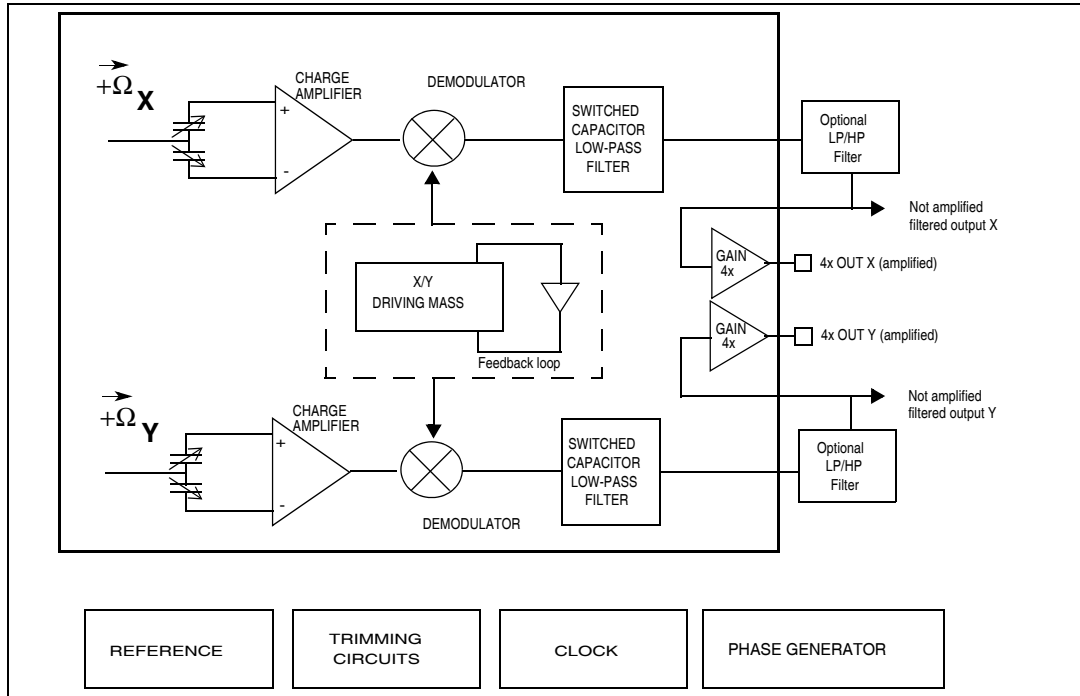 +Ω X
CHARGE
AMPLIFIER
+
-
DEMODULATOR
SWITCHED
CAPACITOR
LOW-PASS
FILTER
Optional
LP/HP
Filter
Not amplified
filtered output X
GAIN
4x
4x OUT X (amplified)
X/Y
DRIVING MASS
Feedback loop
GAIN
4x
4x OUT Y (amplified)
Not amplified
filtered output Y
+Ω Y
CHARGE
AMPLIFIER
+
-
DEMODULATOR
SWITCHED
CAPACITOR
LOW-PASS
FILTER
Optional
LP/HP
Filter
REFERENCE
TRIMMING
CIRCUITS
CLOCK
PHASE GENERATOR